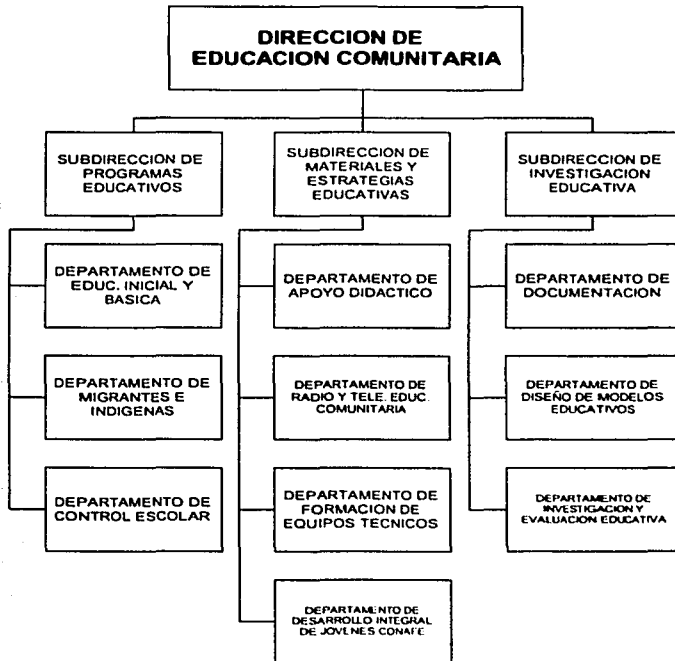 DIRECCION DE
EDUCACION COMUNITARIA
SUBDIRECCION DE
PROGRAMAS
EDUCATIVOS
SUBDIRECCION DE
MATERIALES Y
ESTRATEGIAS
EDUCATIVAS
SUBDIRECCION DE
INVESTIGACION
EDUCATIVA
DEPARTAMENTO DE
EDUC. INICIAL Y
BASICA
DEPARTAMENTO DE
APOYO DIDACTICO
DEPARTAMENTO DE
DOCUMENTACION
DEPARTAMENTO DE
MIGRANTES E
INDIGENAS
DEPARTAMENTO DE
RADIO Y TELE. EDUC.
COMUNITARIA
DEPARTAMENTO DE
DISEÑO DE MODELOS
EDUCATIVOS
DEPARTAMENTO DE
CONTROL ESCOLAR
DEPARTAMENTO DE
FORMACION DE
EQUIPOS TECNICOS
DEPARTAMENTO DE
INVESTIGACION Y
EVALUACION EDUCATIVA
DEPARTAMENTO DE
DESARROLLO INTEGRAL
DE JOVENES CONAFE